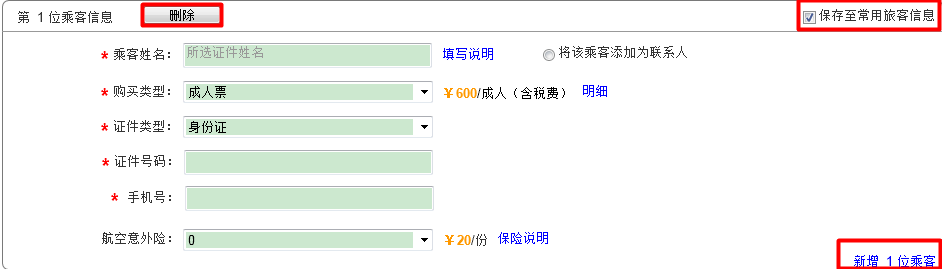 第 1 位乘客信息 删除 保存至常用旅客信息
* 乘客姓名: 所选证件姓名 填写说明 将该乘客添加为联系人
* 购买类型: 成人票 ¥600/成人（含税费） 明细
* 证件类型: 身份证
* 证件号码:
* 手机号:
航空意外险: 0 ¥20/份 保险说明
新增 1 位乘客